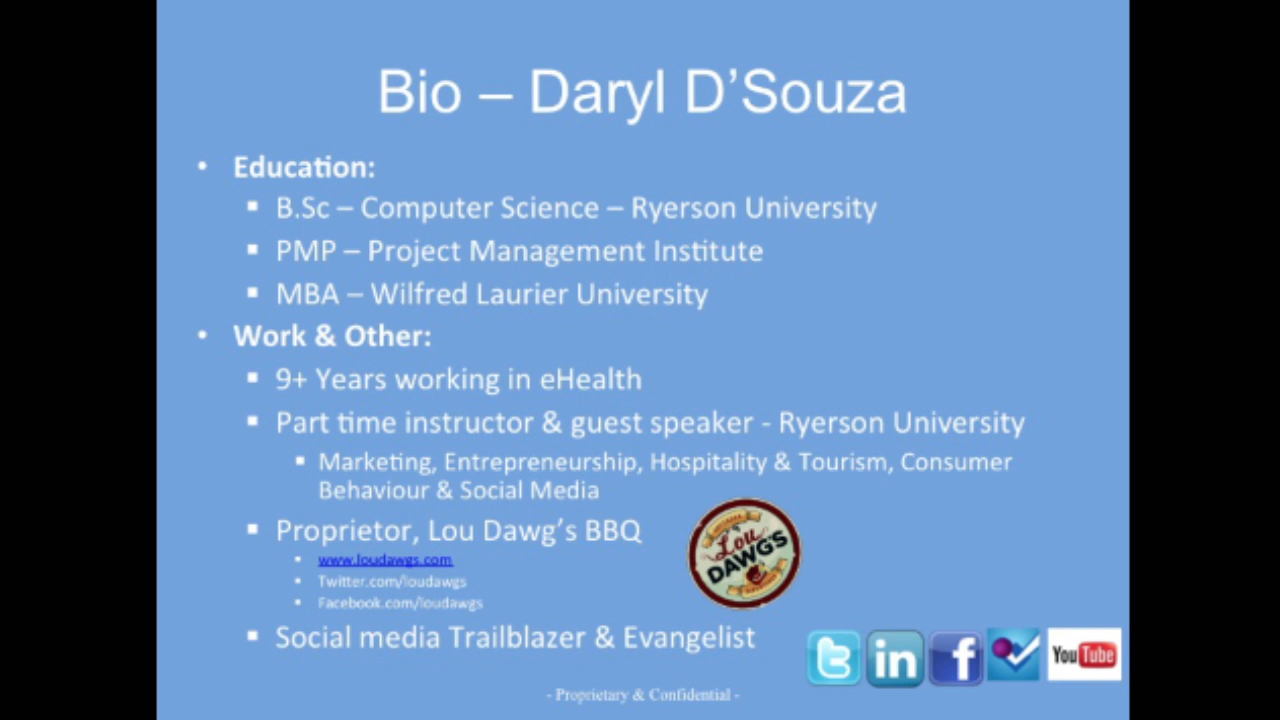 Bio – Daryl D'Souza
• Education:
▪ B.Sc – Computer Science – Ryerson University
▪ PMP – Project Management Institute
▪ MBA – Wilfred Laurier University
• Work & Other:
▪ 9+ Years working in eHealth
▪ Part time instructor & guest speaker - Ryerson University
▪ Marketing, Entrepreneurship, Hospitality & Tourism, Consumer
Behaviour & Social Media
▪ Proprietor, Lou Dawg's BBQ
▪ www.loudawgs.com
▪ Twitter.com/loudawgs
▪ Facebook.com/loudawgs
Lou
DAWG'S
▪ Social media Trailblazer & Evangelist
t in f You Tube
- Proprietary & Confidential -